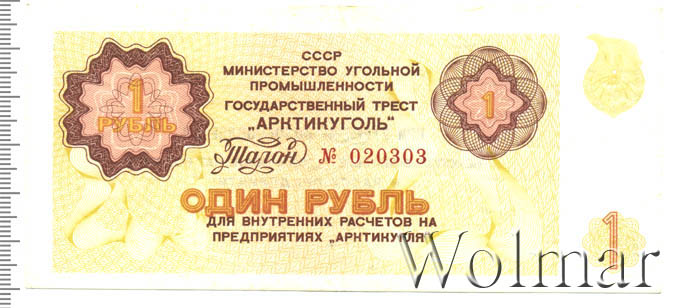 СССР
МИНИСТЕРСТВО УГОЛЬНОЙ
ПРОМЫШЛЕННОСТИ
ГОСУДАРСТВЕННЫЙ ТРЕСТ
„АРКТИКУГОЛЬ"
1
РУБЛЬ
1
Талон № 020303
ОДИН РУБЛЬ
ДЛЯ ВНУТРЕННИХ РАСЧЕТОВ НА
ПРЕДПРИЯТИЯХ „АРКТИКУГЛЯ"
1
Wolmar